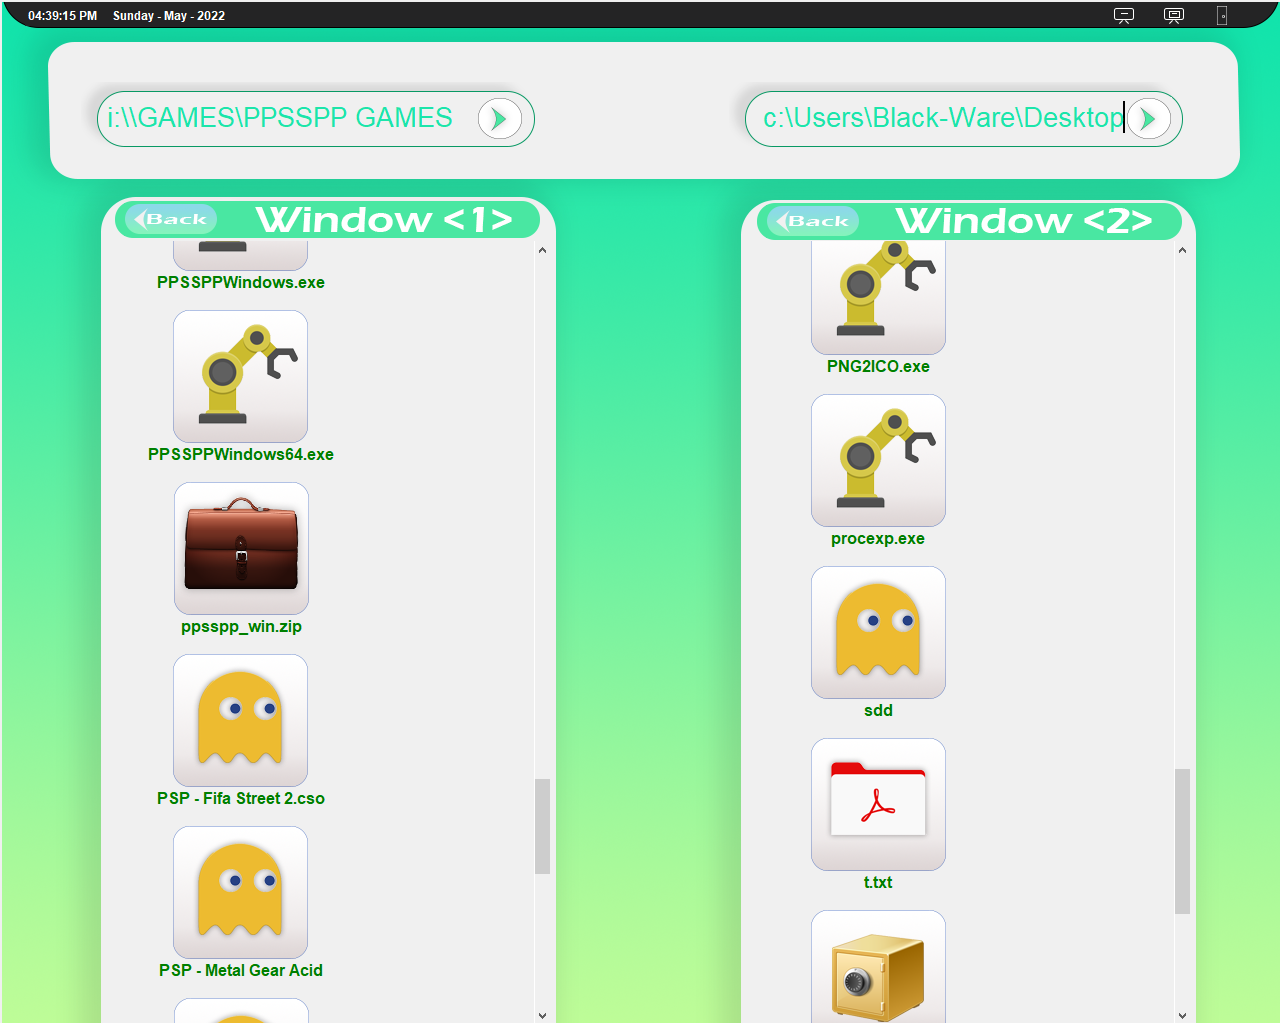 04:39:15 PM Sunday - May - 2022
i:\\GAMES\PPSSPP GAMES
c:\Users\Black-Ware\Desktop
Back Window <1>
PPSSPPWindows.exe
PPSSPPWindows64.exe
ppsspp_win.zip
PSP - Fifa Street 2.cso
PSP - Metal Gear Acid
Back Window <2>
PNG2ICO.exe
procexp.exe
sdd
t.txt